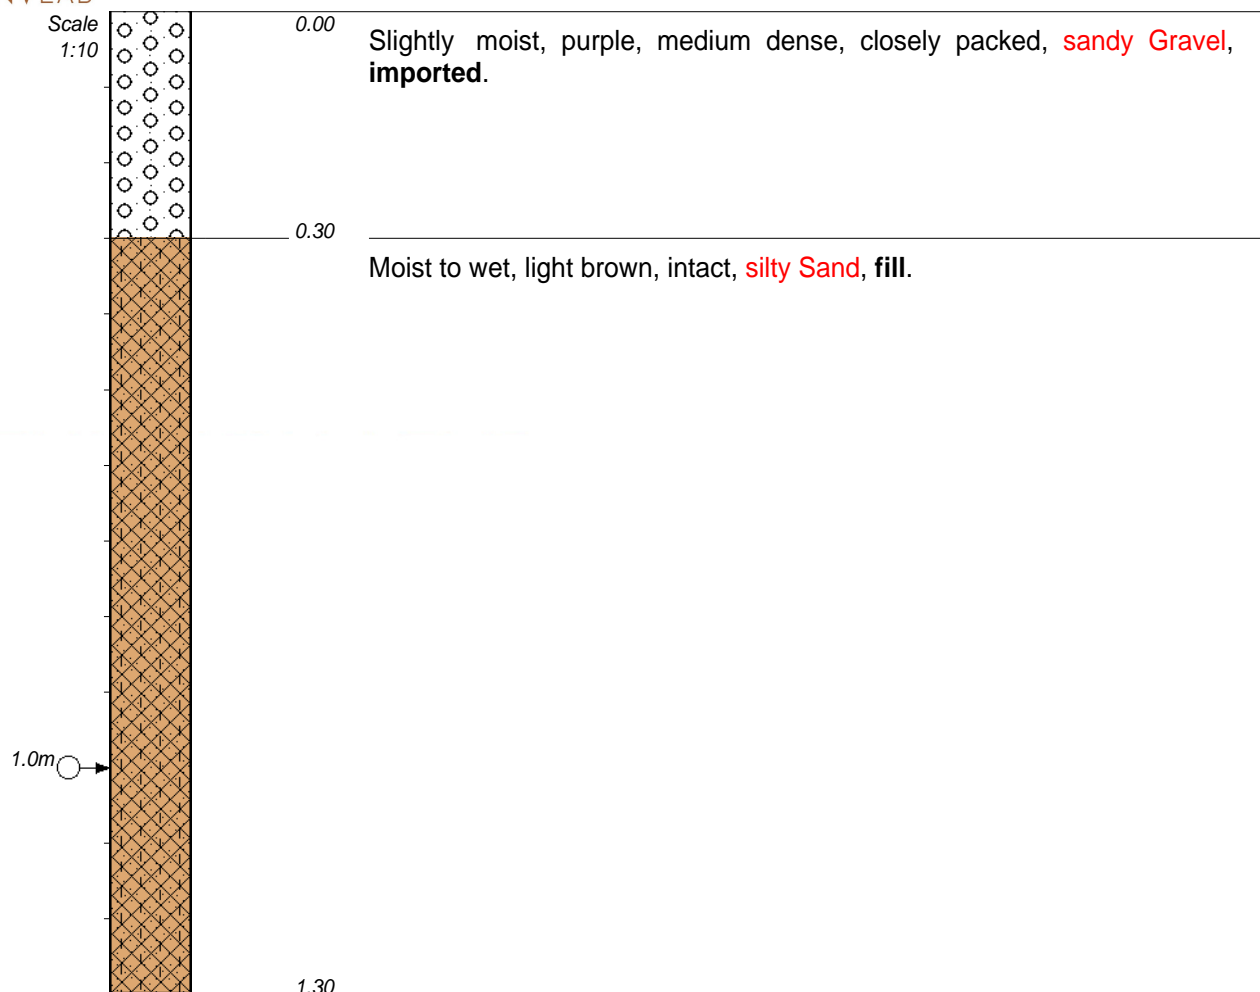 Scale
1:10
0.00
Slightly moist, purple, medium dense, closely packed, sandy Gravel,
imported.
0.30
Moist to wet, light brown, intact, silty Sand, fill.
1.0m
1.30